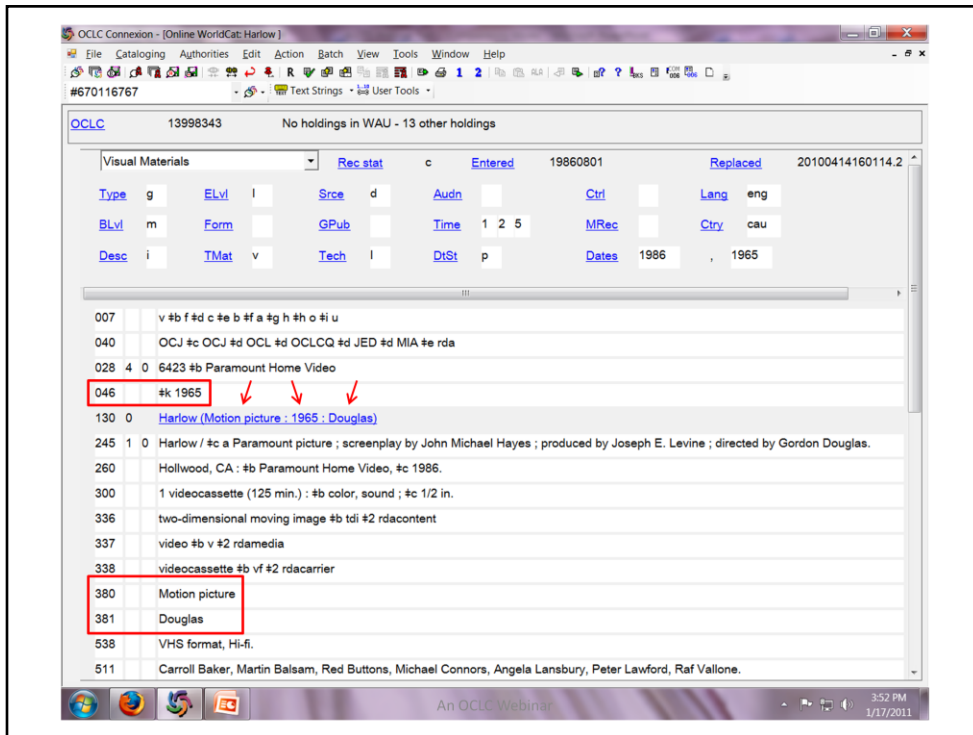 OCLC Connexion - [Online WorldCat: Harlow ]
File Cataloging Authorities Edit Action Batch View Tools Window Help
#670116767 Text Strings User Tools
OCLC 13998343 No holdings in WAU - 13 other holdings
Visual Materials Rec stat c Entered 19860801 Replaced 20100414160114.2
Type g ELvl I Srce d Audn Ctrl Lang eng
BLvl m Form GPub Time 1 2 5 MRec Ctry cau
Desc i TMat v Tech l DtSt p Dates 1986 , 1965
007 v ‡b f ‡d c ‡e b ‡f a ‡g h ‡h o ‡i u
040 OCJ ‡c OCJ ‡d OCL ‡d OCLCQ ‡d JED ‡d MIA ‡e rda
028 4 0 6423 ‡b Paramount Home Video
046 ‡k 1965
130 0 Harlow (Motion picture : 1965 : Douglas)
245 1 0 Harlow / ‡c a Paramount picture ; screenplay by John Michael Hayes ; produced by Joseph E. Levine ; directed by Gordon Douglas.
260 Hollwood, CA : ‡b Paramount Home Video, ‡c 1986.
300 1 videocassette (125 min.) : ‡b color, sound ; ‡c 1/2 in.
336 two-dimensional moving image ‡b tdi ‡2 rdacontent
337 video ‡b v ‡2 rdamedia
338 videocassette ‡b vf ‡2 rdacarrier
380 Motion picture
381 Douglas
538 VHS format, Hi-fi.
511 Carroll Baker, Martin Balsam, Red Buttons, Michael Connors, Angela Lansbury, Peter Lawford, Raf Vallone.
An OCLC Webinar
3:52 PM
1/17/2011